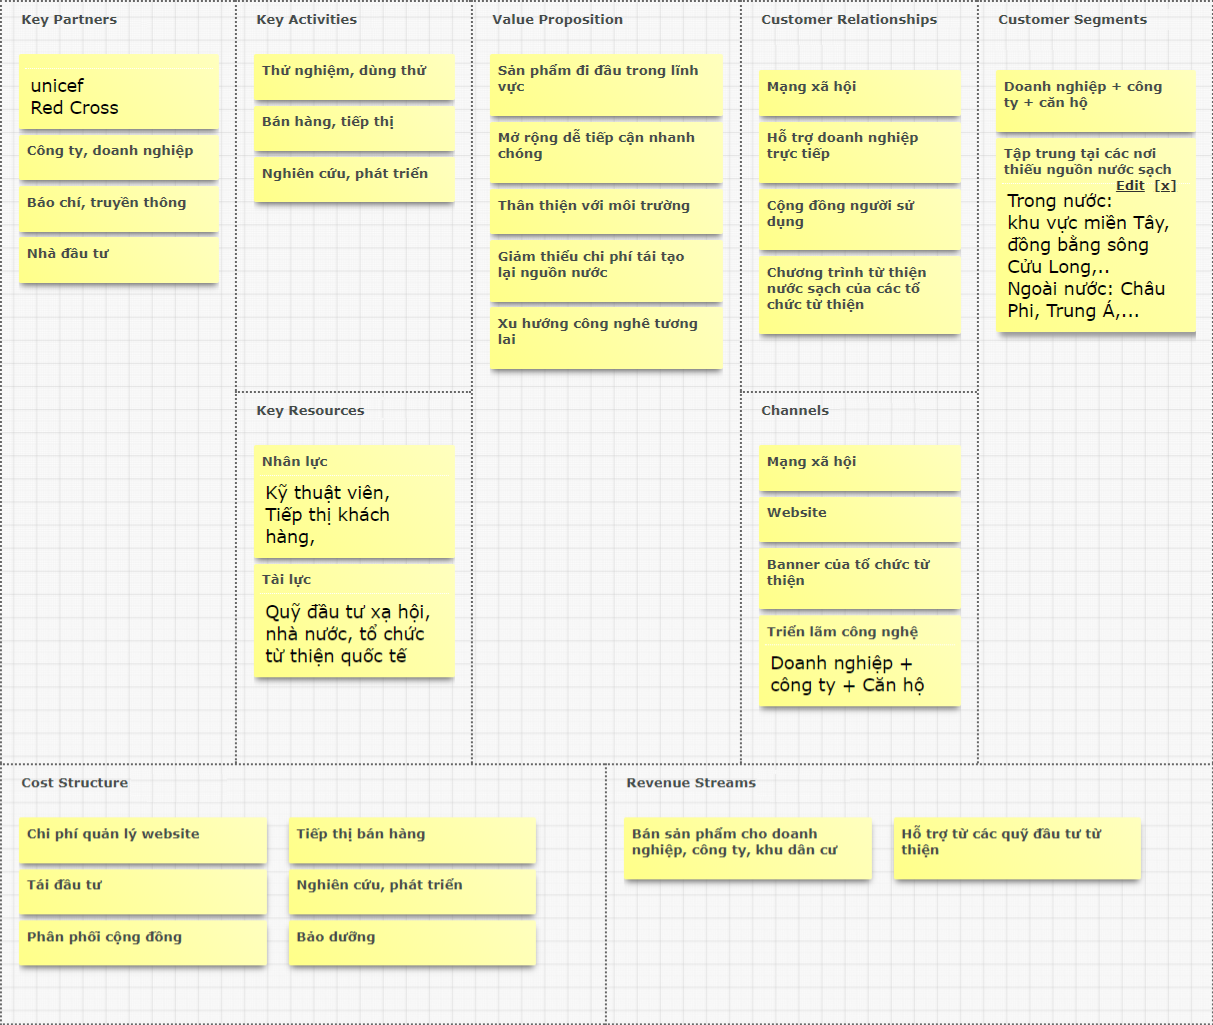 Key Partners
unicef
Red Cross
Công ty, doanh nghiệp
Báo chí, truyền thông
Nhà đầu tư
Key Activities
Thử nghiệm, dùng thử
Bán hàng, tiếp thị
Nghiên cứu, phát triển
Key Resources
Nhân lực
Kỹ thuật viên,
Tiếp thị khách
hàng,
Tài lực
Quỹ đầu tư xạ hội,
nhà nước, tổ chức
từ thiện quốc tế
Value Proposition
Sản phẩm đi đầu trong lĩnh
vực
Mở rộng dễ tiếp cận nhanh
chóng
Thân thiện với môi trường
Giảm thiểu chi phí tái tạo
lại nguồn nước
Xu hướng công nghê tương
lai
Customer Relationships
Mạng xã hội
Hỗ trợ doanh nghiệp
trực tiếp
Cộng đồng người sử
dụng
Chương trình từ thiện
nước sạch của các tổ
chức từ thiện
Channels
Mạng xã hội
Website
Banner của tổ chức từ
thiện
Triển lãm công nghệ
Doanh nghiệp +
công ty + Căn hộ
Customer Segments
Doanh nghiệp + công
ty + căn hộ
Tập trung tại các nơi
thiếu nguồn nước sạch
Edit [x]
Trong nước:
khu vực miền Tây,
đồng bằng sông
Cửu Long,..
Ngoài nước: Châu
Phi, Trung Á,...
Cost Structure
Chi phí quản lý website
Tái đầu tư
Phân phối cộng đồng
Tiếp thị bán hàng
Nghiên cứu, phát triển
Bảo dưỡng
Revenue Streams
Bán sản phẩm cho doanh
nghiệp, công ty, khu dân cư
Hỗ trợ từ các quỹ đầu tư từ
thiện